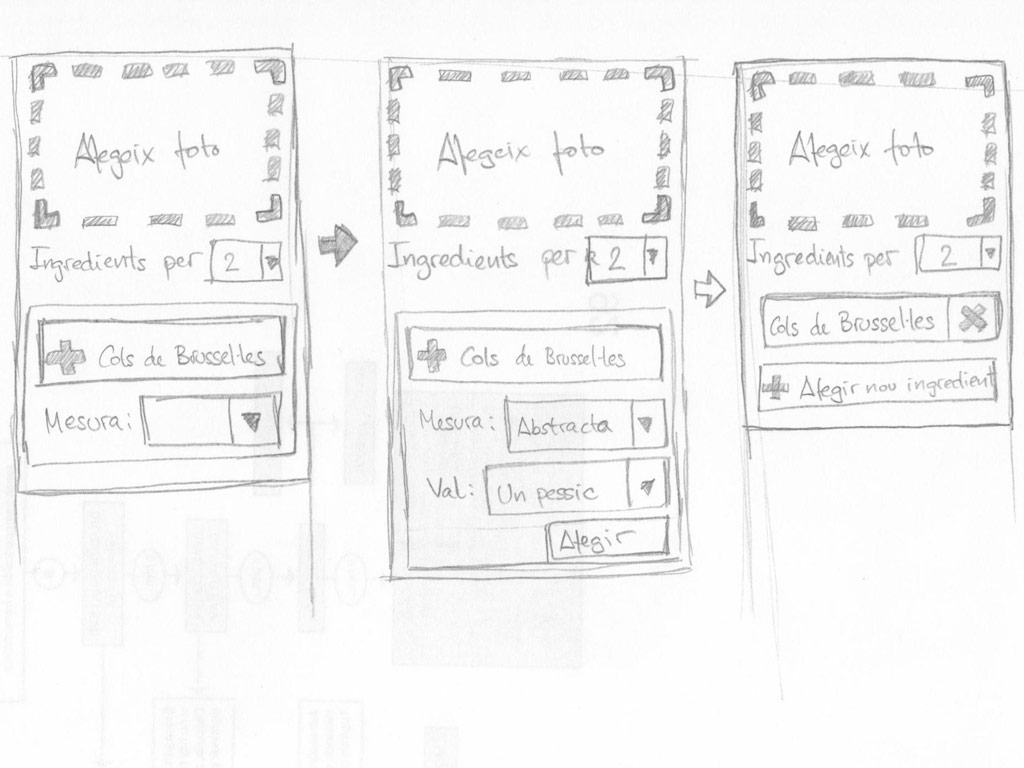 Afegeix foto
Ingredients per 2
Cols de Brussel·les
Mesura:
Afegeix foto
Ingredients per 2
Cols de Brussel·les
Mesura: Abstracta
Val: Un pessic
Afegir
Afegeix foto
Ingredients per 2
Cols de Brussel·les
Afegir nou ingredient